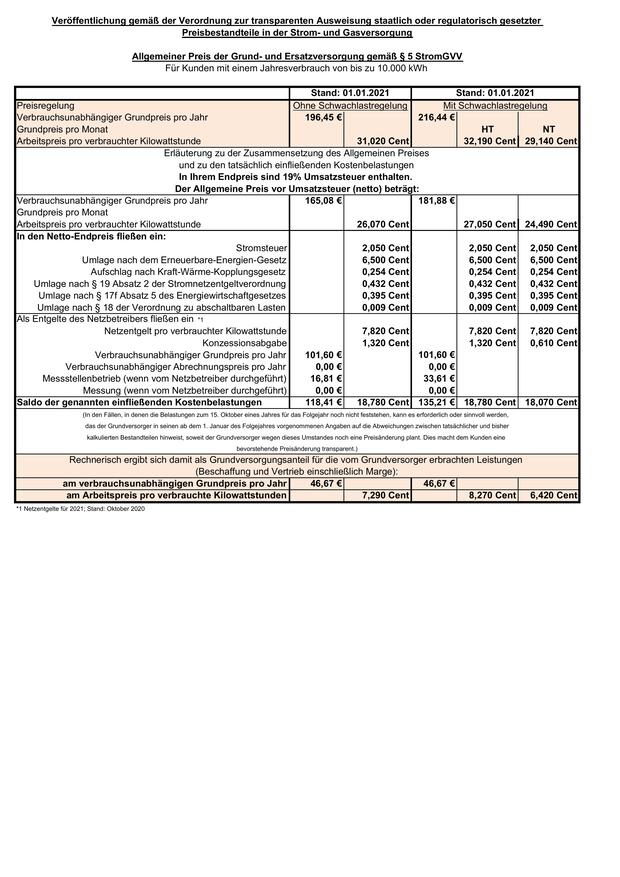 Veröffentlichung gemäß der Verordnung zur transparenten Ausweisung staatlich oder regulatorisch gesetzter
Preisbestandteile in der Strom- und Gasversorgung
Allgemeiner Preis der Grund- und Ersatzversorgung gemäß § 5 StromGVV
Für Kunden mit einem Jahresverbrauch von bis zu 10.000 kWh
Stand: 01.01.2021 Stand: 01.01.2021
Preisregelung Ohne Schwachlastregelung Mit Schwachlastregelung
Verbrauchsunabhängiger Grundpreis pro Jahr 196,45 € 216,44 €
Grundpreis pro Monat HT NT
Arbeitspreis pro verbrauchter Kilowattstunde 31,020 Cent 32,190 Cent 29,140 Cent
Erläuterung zu der Zusammensetzung des Allgemeinen Preises
und zu den tatsächlich einfließenden Kostenbelastungen
In Ihrem Endpreis sind 19% Umsatzsteuer enthalten.
Der Allgemeine Preis vor Umsatzsteuer (netto) beträgt:
Verbrauchsunabhängiger Grundpreis pro Jahr 165,08 € 181,88 €
Grundpreis pro Monat
Arbeitspreis pro verbrauchter Kilowattstunde 26,070 Cent 27,050 Cent 24,490 Cent
In den Netto-Endpreis fließen ein:
Stromsteuer 2,050 Cent 2,050 Cent 2,050 Cent
Umlage nach dem Erneuerbare-Energien-Gesetz 6,500 Cent 6,500 Cent 6,500 Cent
Aufschlag nach Kraft-Wärme-Kopplungsgesetz 0,254 Cent 0,254 Cent 0,254 Cent
Umlage nach § 19 Absatz 2 der Stromnetzentgeltverordnung 0,432 Cent 0,432 Cent 0,432 Cent
Umlage nach § 17f Absatz 5 des Energiewirtschaftgesetzes 0,395 Cent 0,395 Cent 0,395 Cent
Umlage nach § 18 der Verordnung zu abschaltbaren Lasten 0,009 Cent 0,009 Cent 0,009 Cent
Als Entgelte des Netzbetreibers fließen ein *1
Netzentgelt pro verbrauchter Kilowattstunde 7,820 Cent 7,820 Cent 7,820 Cent
Konzessionsabgabe 1,320 Cent 1,320 Cent 0,610 Cent
Verbrauchsunabhängiger Grundpreis pro Jahr 101,60 € 101,60 €
Verbrauchsunabhängiger Abrechnungspreis pro Jahr 0,00 € 0,00 €
Messstellenbetrieb (wenn vom Netzbetreiber durchgeführt) 16,81 € 33,61 €
Messung (wenn vom Netzbetreiber durchgeführt) 0,00 € 0,00 €
Saldo der genannten einfließenden Kostenbelastungen 118,41 € 18,780 Cent 135,21 € 18,780 Cent 18,070 Cent
(In den Fällen, in denen die Belastungen zum 15. Oktober eines Jahres für das Folgejahr noch nicht feststehen, kann es erforderlich oder sinnvoll werden,
das der Grundversorger in seinen ab dem 1. Januar des Folgejahres vorgenommenen Angaben auf die Abweichungen zwischen tatsächlicher und bisher
kalkulierten Bestandteilen hinweist, soweit der Grundversorger wegen dieses Umstandes noch eine Preisänderung plant. Dies macht dem Kunden eine
bevorstehende Preisänderung transparent.)
Rechnerisch ergibt sich damit als Grundversorgungsanteil für die vom Grundversorger erbrachten Leistungen
(Beschaffung und Vertrieb einschließlich Marge):
am verbrauchsunabhängigen Grundpreis pro Jahr 46,67 € 46,67 €
am Arbeitspreis pro verbrauchte Kilowattstunden 7,290 Cent 8,270 Cent 6,420 Cent
*1 Netzentgelte für 2021; Stand: Oktober 2020